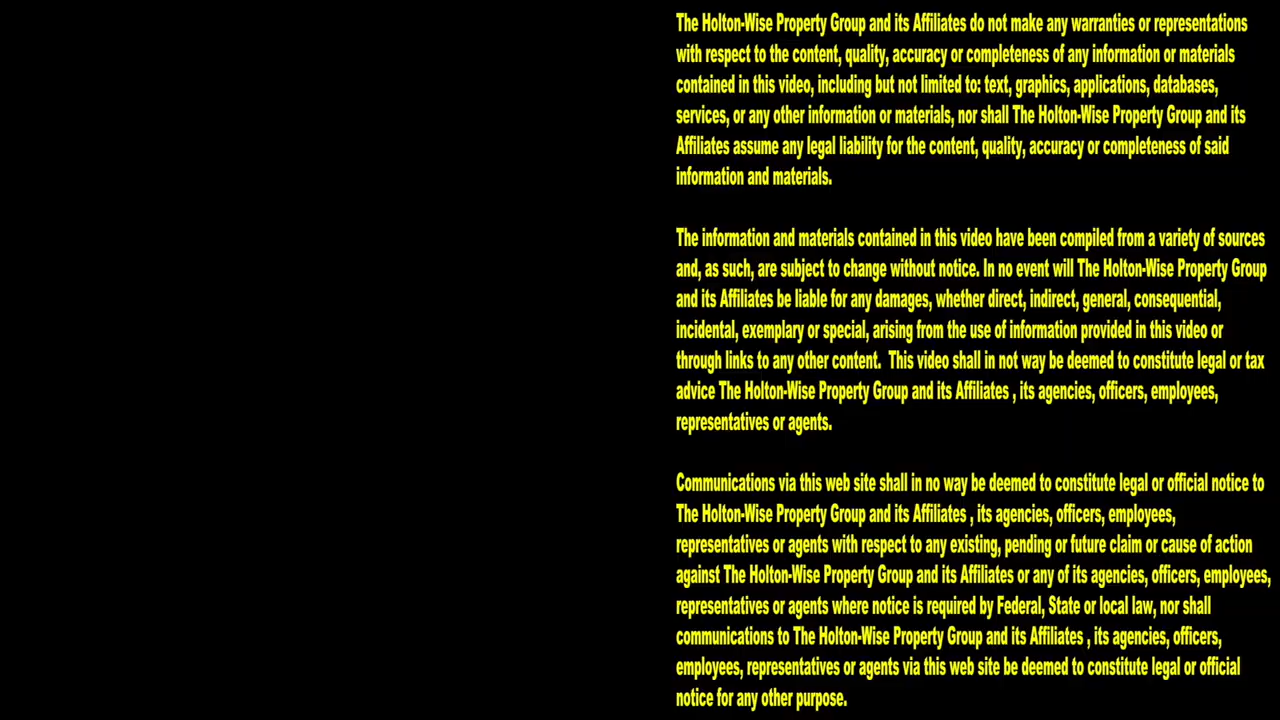 The Holton-Wise Property Group and its Affiliates do not make any warranties or representations
with respect to the content, quality, accuracy or completeness of any information or materials
contained in this video, including but not limited to: text, graphics, applications, databases,
services, or any other information or materials, nor shall The Holton-Wise Property Group and its
Affiliates assume any legal liability for the content, quality, accuracy or completeness of said
information and materials.
The information and materials contained in this video have been compiled from a variety of sources
and, as such, are subject to change without notice. In no event will The Holton-Wise Property Group
and its Affiliates be liable for any damages, whether direct, indirect, general, consequential,
incidental, exemplary or special, arising from the use of information provided in this video or
through links to any other content.  This video shall in not way be deemed to constitute legal or tax
advice The Holton-Wise Property Group and its Affiliates , its agencies, officers, employees,
representatives or agents.
Communications via this web site shall in no way be deemed to constitute legal or official notice to
The Holton-Wise Property Group and its Affiliates , its agencies, officers, employees,
representatives or agents with respect to any existing, pending or future claim or cause of action
against The Holton-Wise Property Group and its Affiliates or any of its agencies, officers, employees,
representatives or agents where notice is required by Federal, State or local law, nor shall
communications to The Holton-Wise Property Group and its Affiliates , its agencies, officers,
employees, representatives or agents via this web site be deemed to constitute legal or official
notice for any other purpose.